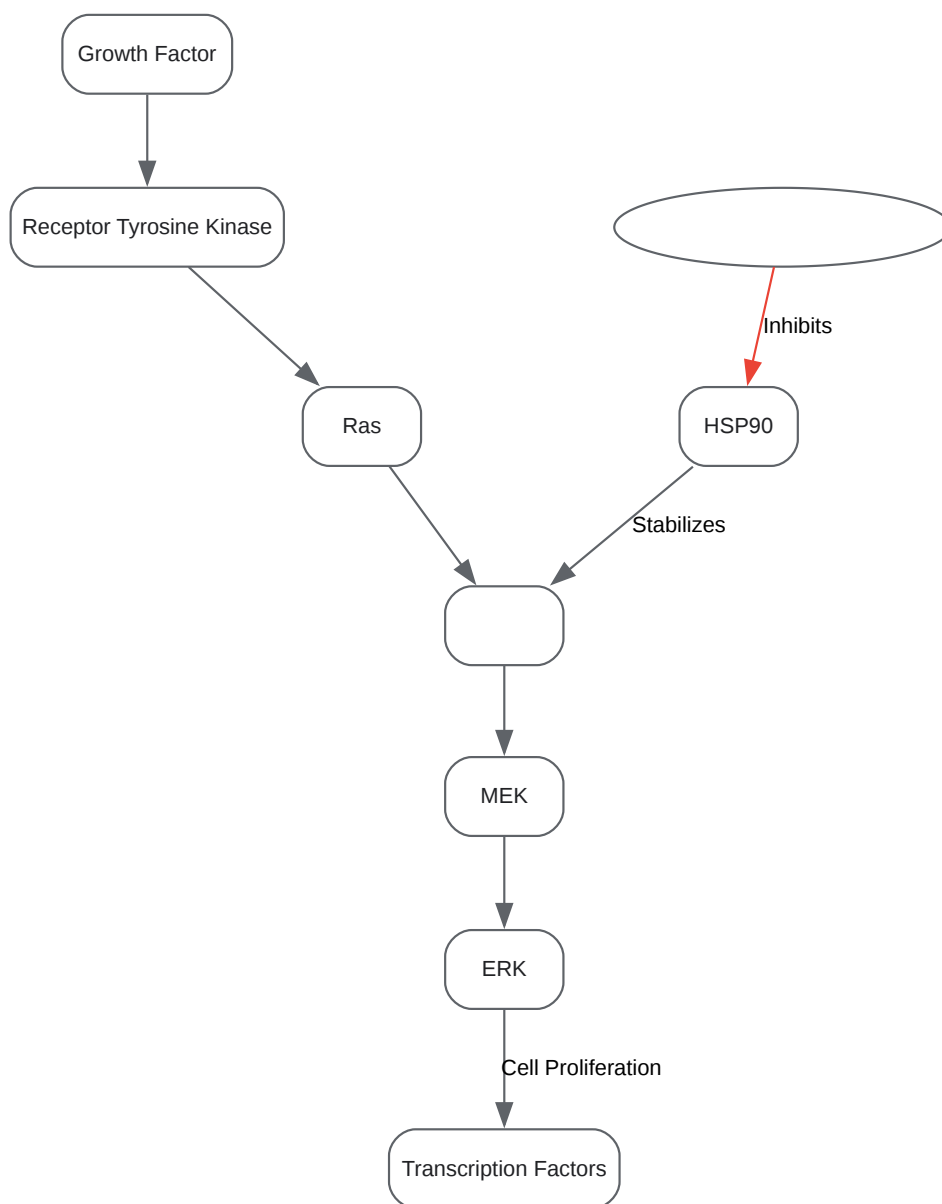 Growth Factor
Receptor Tyrosine Kinase
Inhibits
Ras
HSP90
Stabilizes
MEK
ERK
Cell Proliferation
Transcription Factors